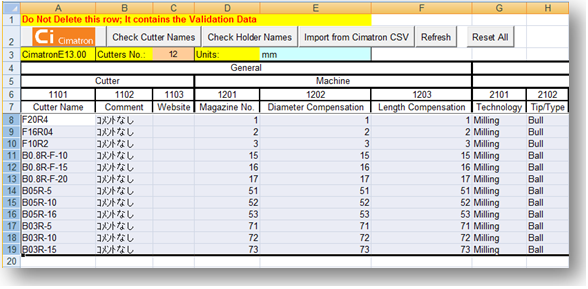 A B C D E F G H
1 Do Not Delete this row; It contains the Validation Data
2 Ci Cimatron Check Cutter Names Check Holder Names Import from Cimatron CSV Refresh Reset All
3 CimatronE13.00 Cutters No.: 12 Units: mm
4 General
5 Cutter Machine
6 1101 1102 1103 1201 1202 1203 2101 2102
7 Cutter Name Comment Website Magazine No. Diameter Compensation Length Compensation Technology Tip/Type
8 F20R4 コメントなし 1 1 1 Milling Bull
9 F16R04 コメントなし 2 2 2 Milling Bull
10 F10R2 コメントなし 3 3 3 Milling Bull
11 B0.8R-F-10 コメントなし 15 15 15 Milling Ball
12 B0.8R-F-15 コメントなし 16 16 16 Milling Ball
13 B0.8R-F-20 コメントなし 17 17 17 Milling Ball
14 B05R-5 コメントなし 51 51 51 Milling Ball
15 B05R-10 コメントなし 52 52 52 Milling Ball
16 B05R-16 コメントなし 53 53 53 Milling Ball
17 B03R-5 コメントなし 71 71 71 Milling Ball
18 B03R-10 コメントなし 72 72 72 Milling Ball
19 B03R-15 コメントなし 73 73 73 Milling Ball
20